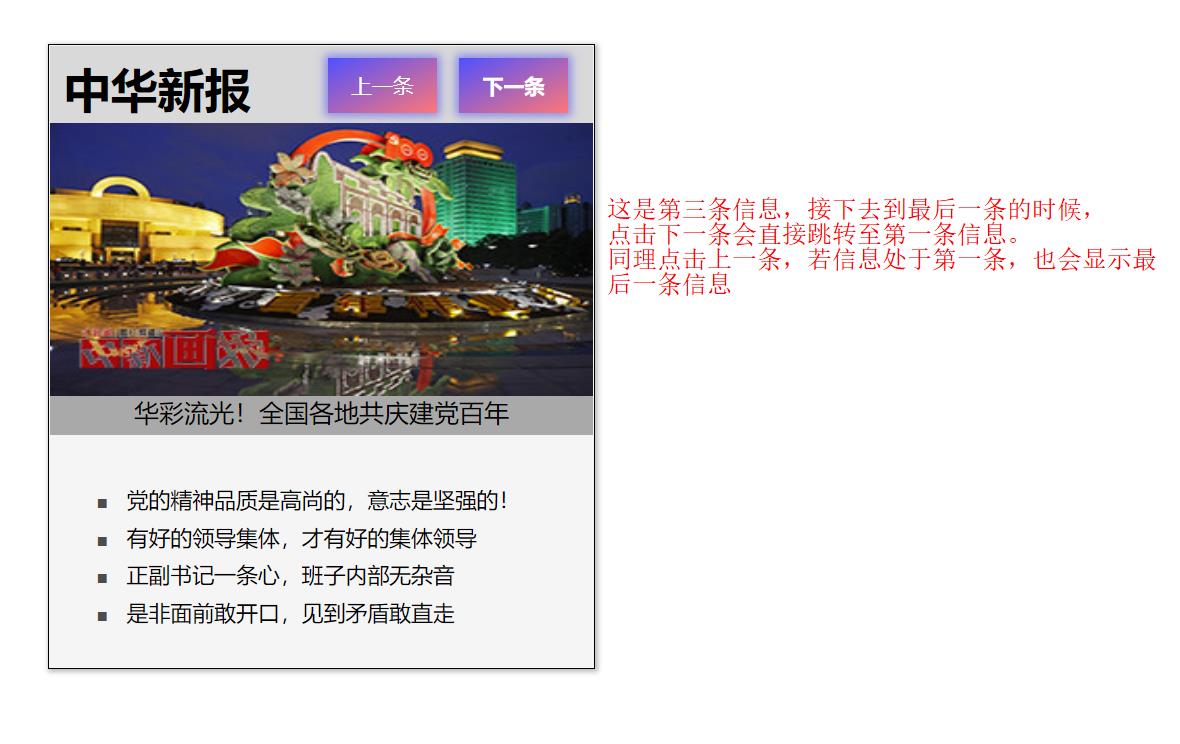 中华新报
上一条
下一条
中新画报
华彩流光！全国各地共庆建党百年
党的精神品质是高尚的，意志是坚强的！
有好的领导集体，才有好的集体领导
正副书记一条心，班子内部无杂音
是非面前敢开口，见到矛盾敢直走
这是第三条信息，接下去到最后一条的时候，
点击下一条会直接跳转至第一条信息。
同理点击上一条，若信息处于第一条，也会显示最
后一条信息